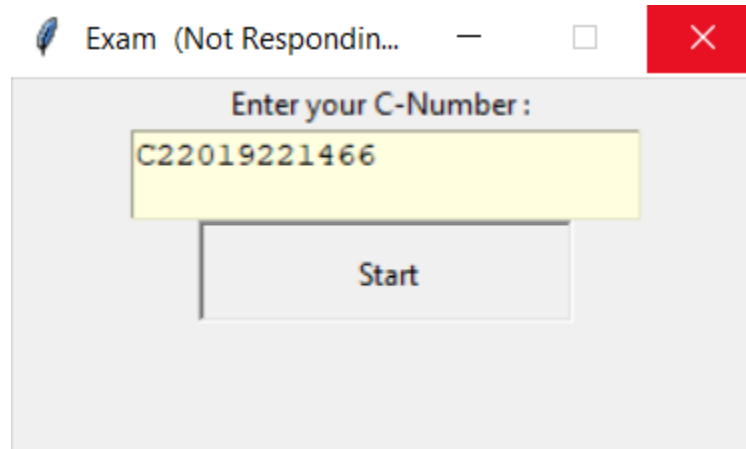 Exam (Not Respondin...
Enter your C-Number :
C22019221466
Start